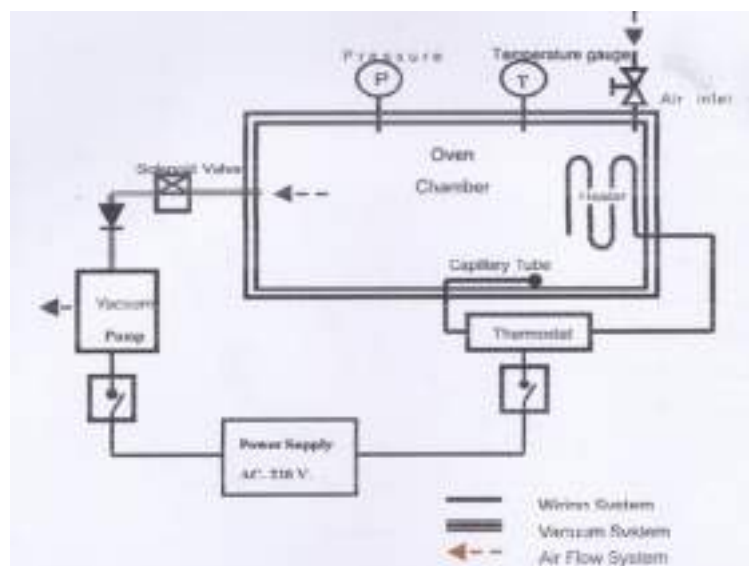 Pressure
Temperature gauge
P
T
Air inlet
Oven
Chamber
Solenoid Valve
Heater
Capillary Tube
Vacuum
Pump
Thermostat
Power Supply
AC. 220 V.
Wiring System
Vacuum System
Air Flow System